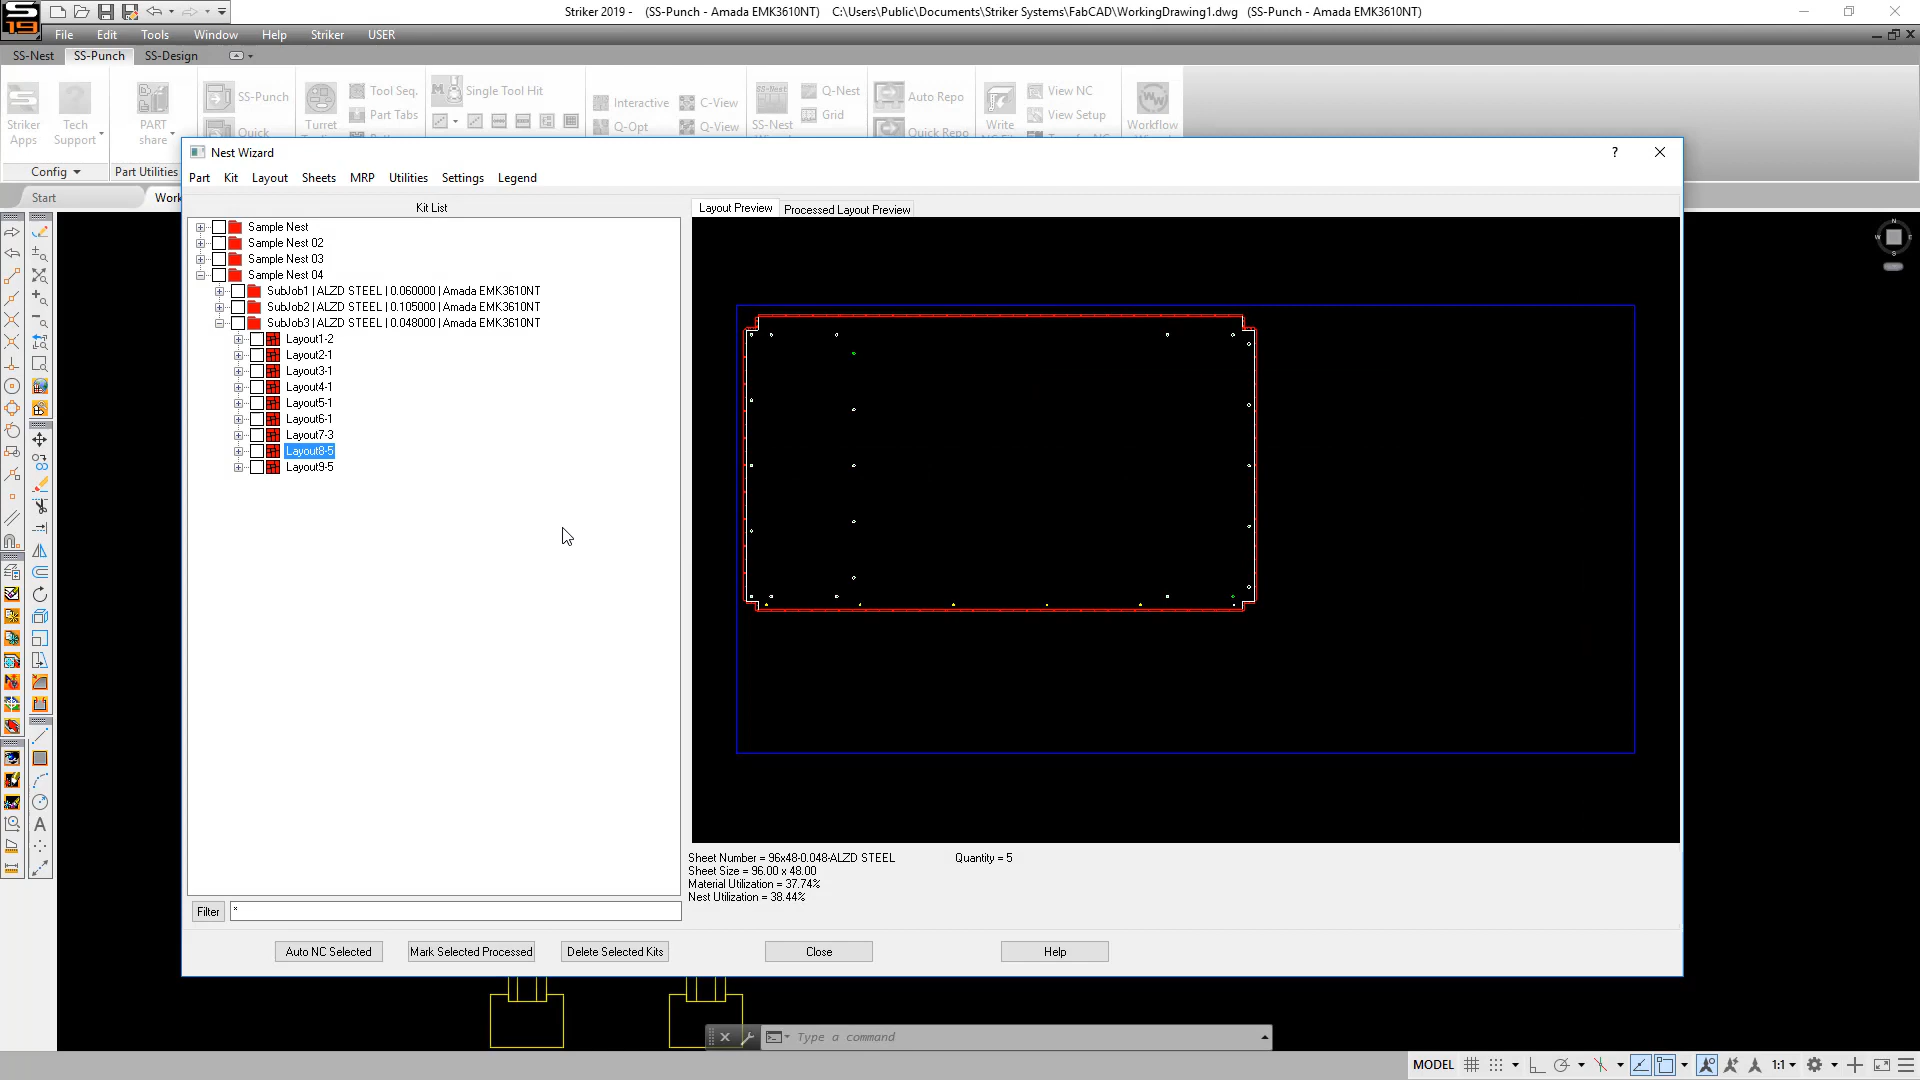 Striker 2019 - (SS-Punch - Amada EMK3610NT) C:\Users\Public\Documents\Striker Systems\FabCAD\WorkingDrawing1.dwg (SS-Punch - Amada EMK3610NT)
S
19
File Edit Tools Window Help Striker USER
SS-Nest SS-Punch SS-Design
Striker Apps
Tech Support
PART share
SS-Punch
Quick
Turret
Tool Seq.
Part Tabs
Single Tool Hit
Interactive
C-View
Q-Opt
Q-View
SS-Nest
Q-Nest
Grid
Auto Repo
Quick Repo
Write
View NC
View Setup
Workflow
Config
Part Utilities
Start
Work
Nest Wizard
?
Part Kit Layout Sheets MRP Utilities Settings Legend
Kit List
Layout Preview Processed Layout Preview
Sample Nest
Sample Nest 02
Sample Nest 03
Sample Nest 04
SubJob1 | ALZD STEEL | 0.060000 | Amada EMK3610NT
SubJob2 | ALZD STEEL | 0.105000 | Amada EMK3610NT
SubJob3 | ALZD STEEL | 0.048000 | Amada EMK3610NT
Layout1-2
Layout2-1
Layout3-1
Layout4-1
Layout5-1
Layout6-1
Layout7-3
Layout8-5
Layout9-5
Sheet Number = 96x48-0.048-ALZD STEEL Quantity = 5
Sheet Size = 96.00 x 48.00
Material Utilization = 37.74%
Nest Utilization = 38.44%
Filter *
Auto NC Selected Mark Selected Processed Delete Selected Kits Close Help
Type a command
MODEL 1:1